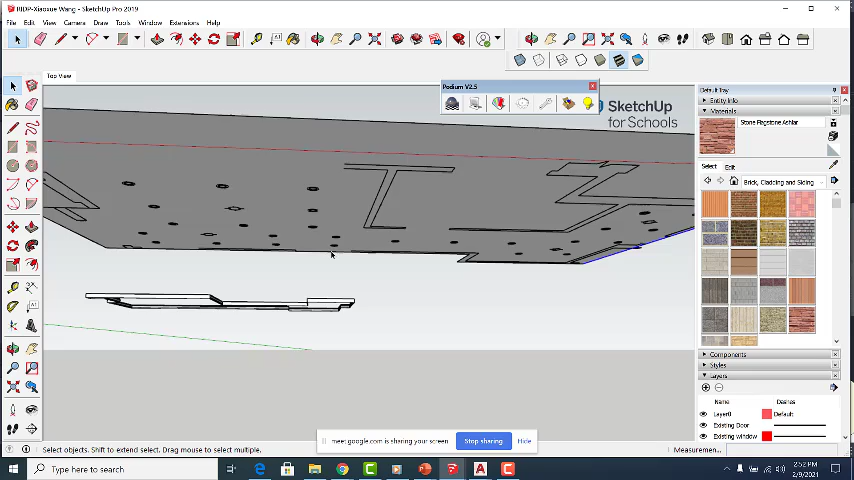 RIDP-Xiaoxue Wang - SketchUp Pro 2019
File Edit View Camera Draw Tools Window Extensions Help
Top View
Podium V2.5
SketchUp
for Schools
Default Tray
Entity Info
Materials
Stone Flagstone Ashlar
Select Edit
Brick, Cladding and Siding
Components
Styles
Layers
Name Dashes
Layer0 Default
Existing Door
Existing window
meet.google.com is sharing your screen. Stop sharing Hide
Select objects. Shift to extend select. Drag mouse to select multiple. Measuremen...
Type here to search
2:52 PM
2/9/2021